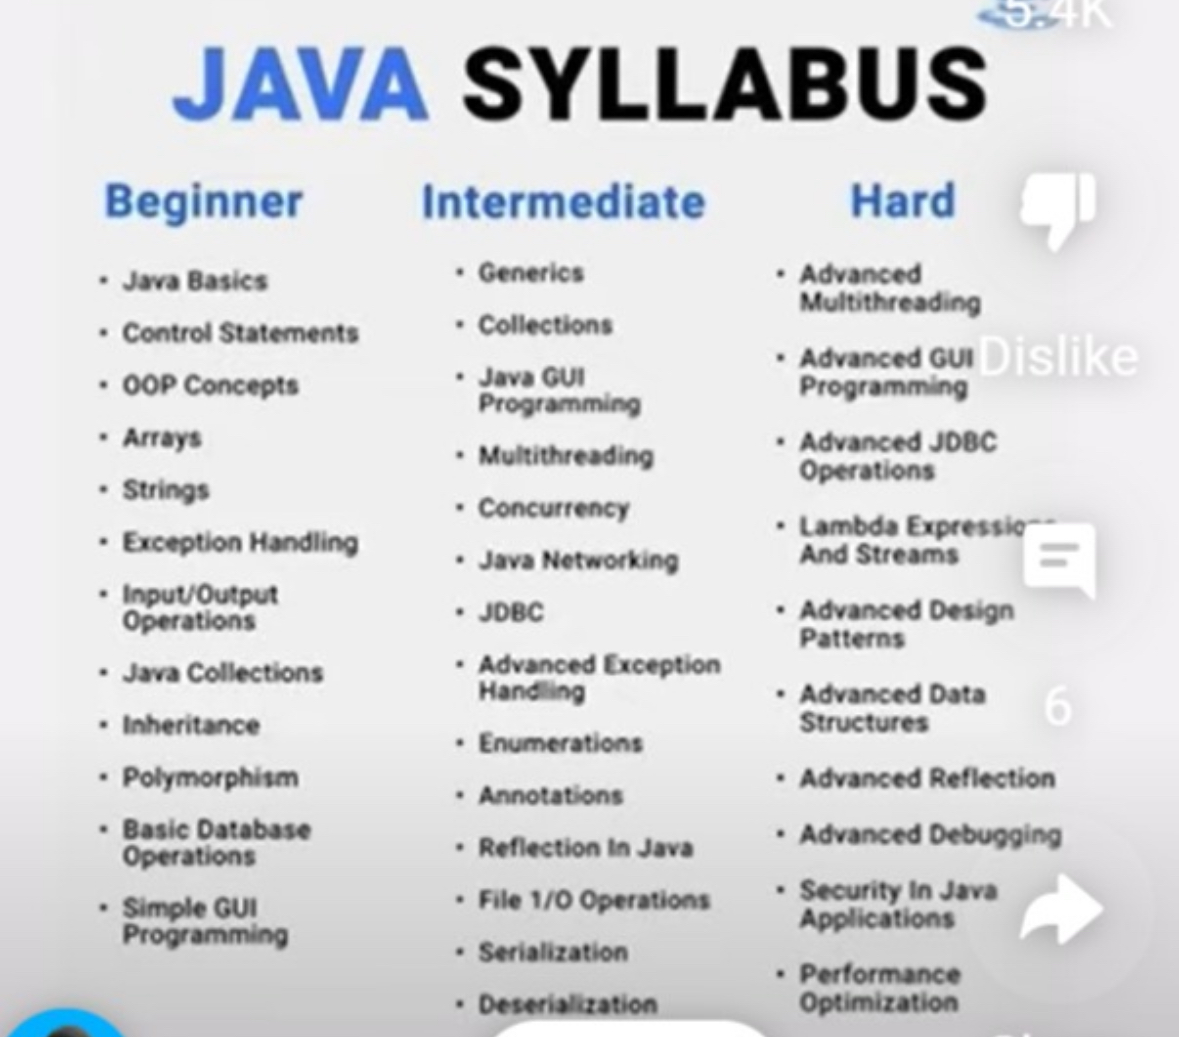 5.4K
JAVA SYLLABUS
Beginner
• Java Basics
• Control Statements
• OOP Concepts
• Arrays
• Strings
• Exception Handling
• Input/Output
Operations
• Java Collections
• Inheritance
• Polymorphism
• Basic Database
Operations
• Simple GUI
Programming
Intermediate
• Generics
• Collections
• Java GUI
Programming
• Multithreading
• Concurrency
• Java Networking
• JDBC
• Advanced Exception
Handling
• Enumerations
• Annotations
• Reflection In Java
• File 1/O Operations
• Serialization
• Deserialization
Hard
• Advanced
Multithreading
• Advanced GUI
Programming
• Advanced JDBC
Operations
• Lambda Expressions
And Streams
• Advanced Design
Patterns
• Advanced Data
Structures
• Advanced Reflection
• Advanced Debugging
• Security In Java
Applications
• Performance
Optimization
Dislike
6